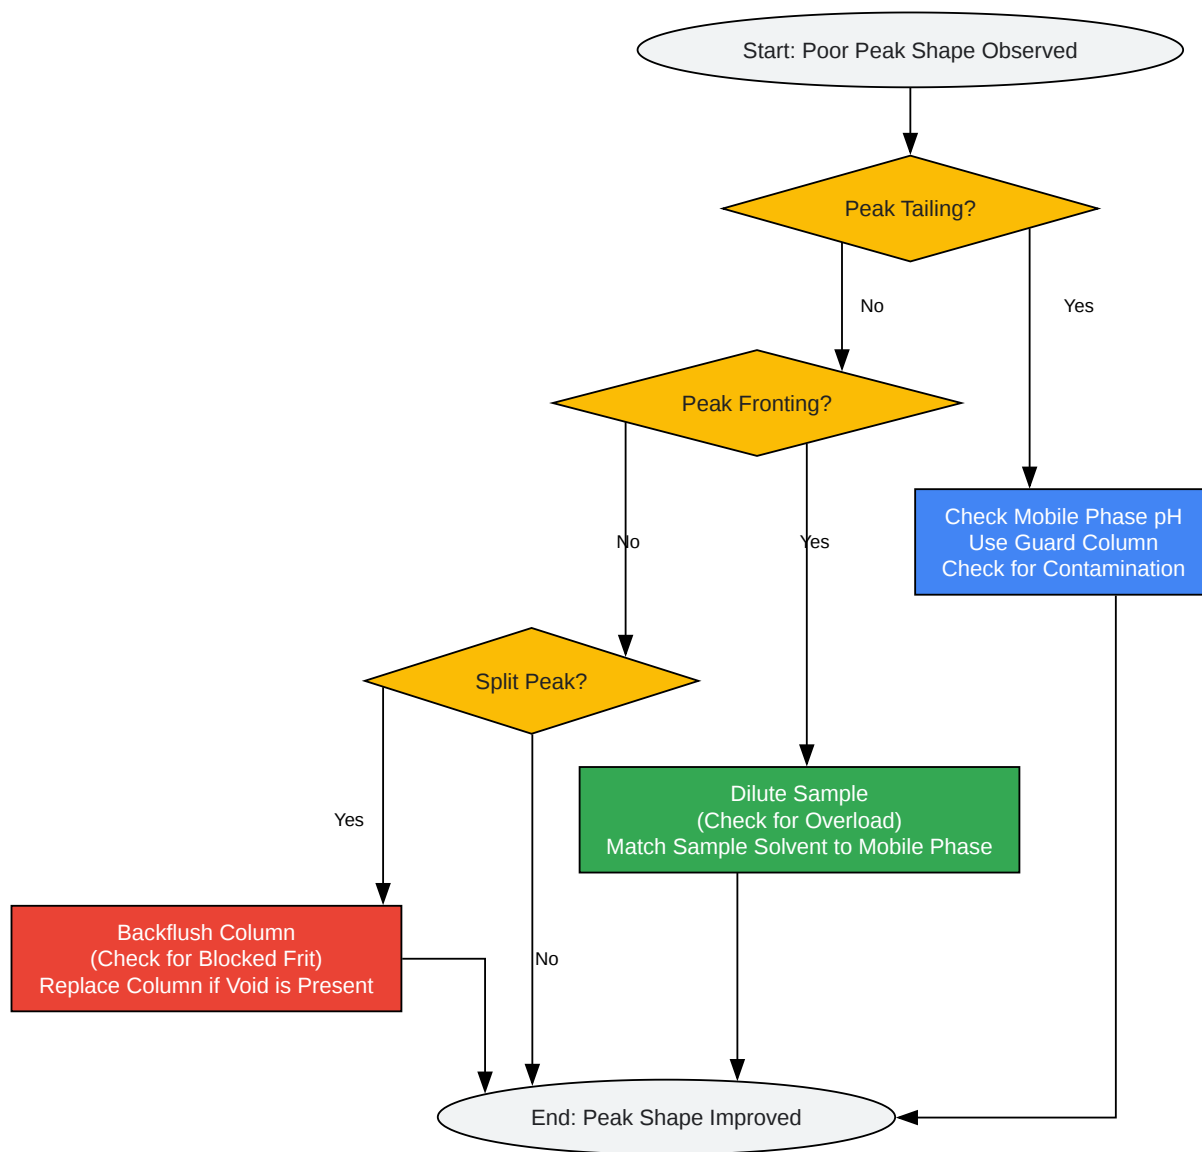 Start: Poor Peak Shape Observed
Peak Tailing?
No
Yes
Peak Fronting?
Check Mobile Phase pH
Use Guard Column
Check for Contamination
No
Yes
Split Peak?
Dilute Sample
(Check for Overload)
Match Sample Solvent to Mobile Phase
Yes
Backflush Column
(Check for Blocked Frit)
Replace Column if Void is Present
No
End: Peak Shape Improved